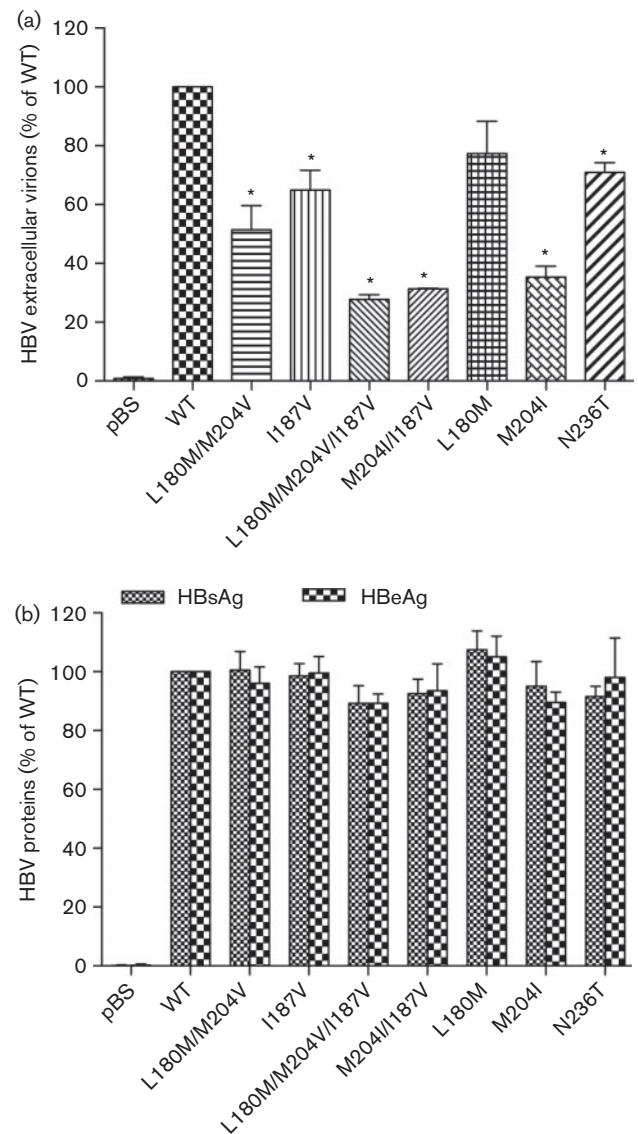 (a)
HBV extracellular virions (% of WT)
120
100
80
60
40
20
0
*
*
*
*
*
*
pBS
WT
L180M/M204V
I187V
L180M/M204V/I187V
M204I/I187V
L180M
M204I
N236T
(b)
HBsAg HBeAg
HBV proteins (% of WT)
120
100
80
60
40
20
0
pBS
WT
L180M/M204V
I187V
L180M/M204V/I187V
M204I/I187V
L180M
M204I
N236T